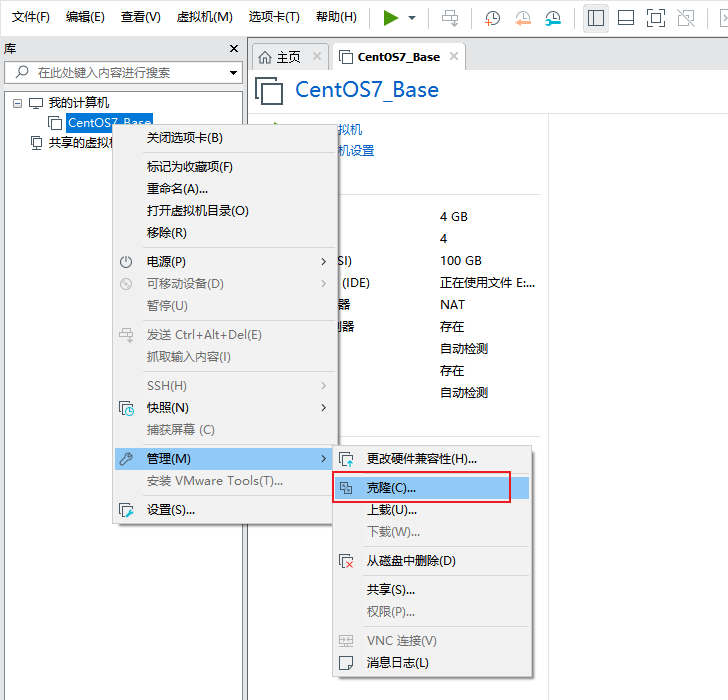 文件(F) 编辑(E) 查看(V) 虚拟机(M) 选项卡(T) 帮助(H)
库
在此处键入内容进行搜索
我的计算机
CentOS7_Base
共享的虚拟机
主页
CentOS7_Base
CentOS7_Base
拟机
机设置
4 GB
4
SI) 100 GB
(IDE) 正在使用文件 E:...
NAT
器 存在
自动检测
制器 存在
自动检测
关闭选项卡(B)
标记为收藏项(F)
重命名(A)...
打开虚拟机目录(O)
移除(R)
电源(P)
可移动设备(D)
暂停(U)
发送 Ctrl+Alt+Del(E)
抓取输入内容(I)
SSH(H)
快照(N)
捕获屏幕 (C)
管理(M)
安装 VMware Tools(T)...
设置(S)...
更改硬件兼容性(H)...
克隆(C)...
上载(U)...
下载(W)...
从磁盘中删除(D)
共享(S)...
权限(P)...
VNC 连接(V)
消息日志(L)